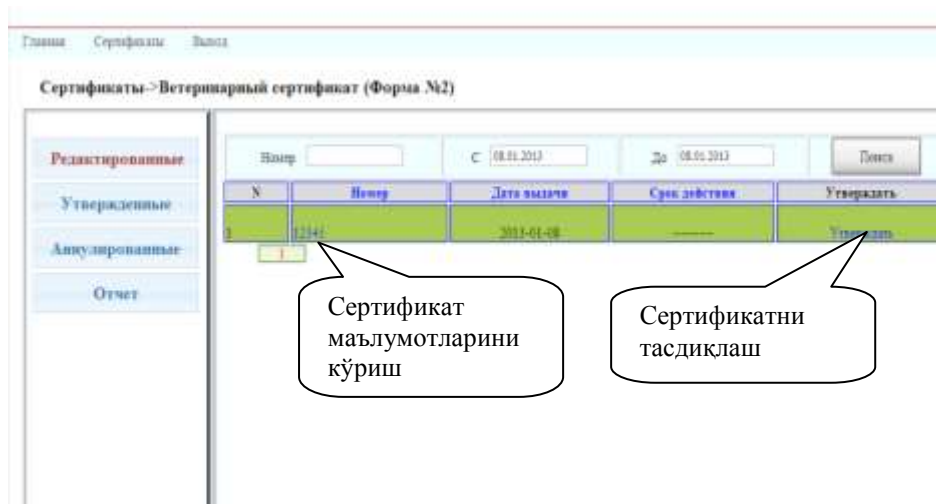 Главная Сертификаты Выход
Сертификаты->Ветеринарный сертификат (Форма №2)
Редактированные
Утвержденные
Аннулированные
Отчет
Номер С 08.01.2013 До 08.01.2013 Поиск
N Номер Дата выдачи Срок действия Утверждать
1 12345 2013-01-08 --------- Утверждать
1
Сертификат
маълумотларини
кўриш
Сертификатни
тасдиқлаш